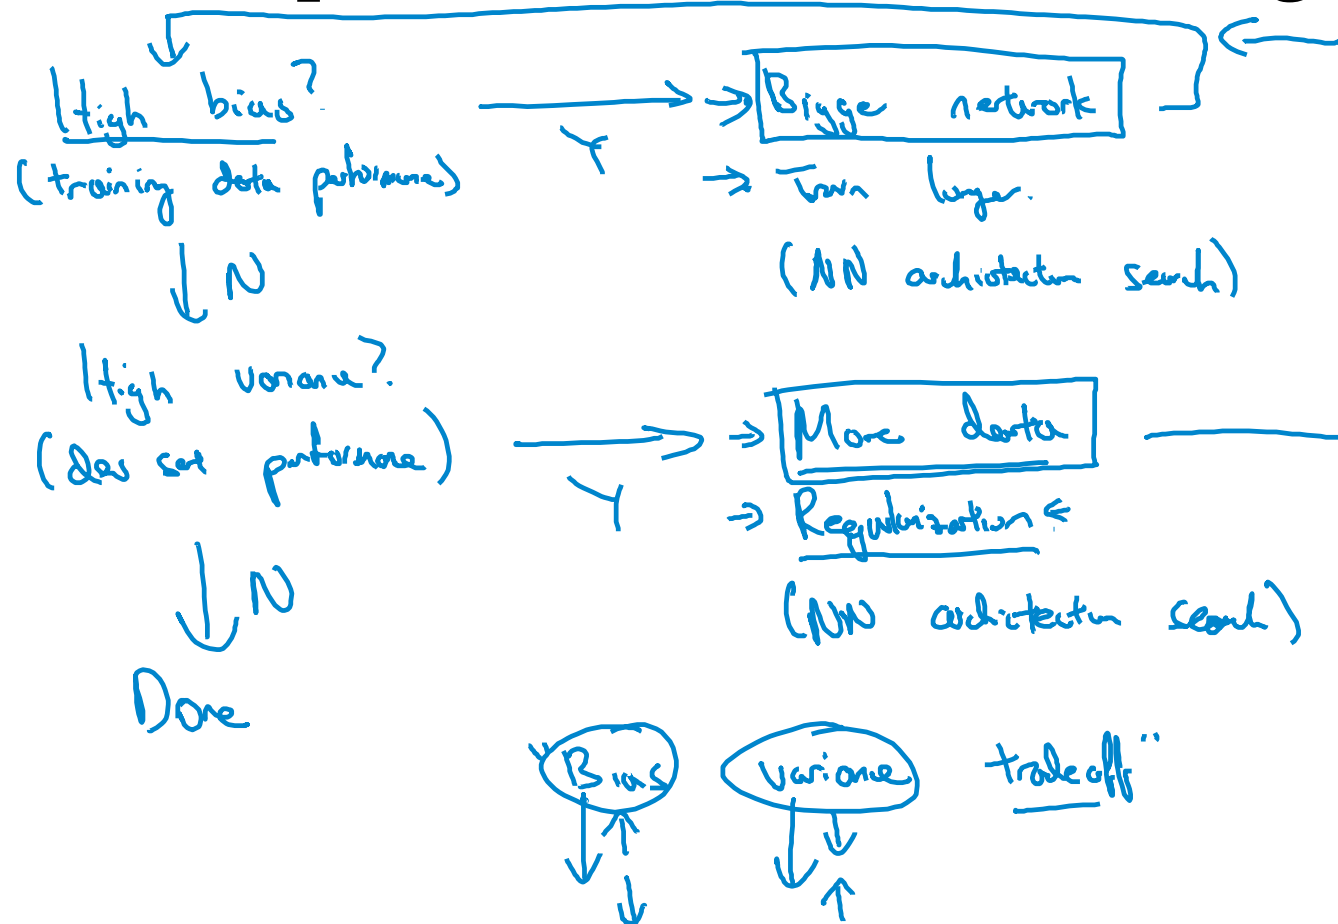 High bias? Y Bigge network
(training data performance) Train longer.
N (NN architecture search)
High variance? Y More data
(dev set performance) Regularization
N (NN architecture search)
Done
"Bias variance tradeoff"